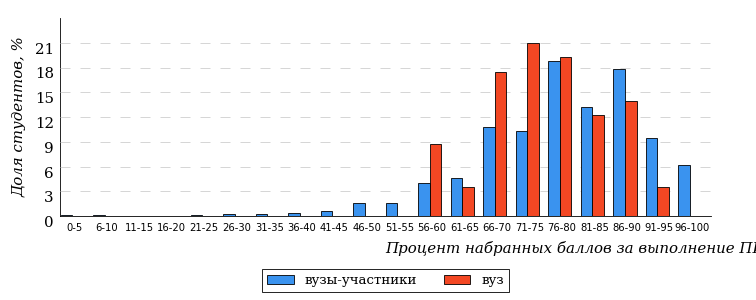 Доля студентов, %
21
18
15
12
9
6
3
0
0-5 6-10 11-15 16-20 21-25 26-30 31-35 36-40 41-45 46-50 51-55 56-60 61-65 66-70 71-75 76-80 81-85 86-90 91-95 96-100
Процент набранных баллов за выполнение
вузы-участники вуз